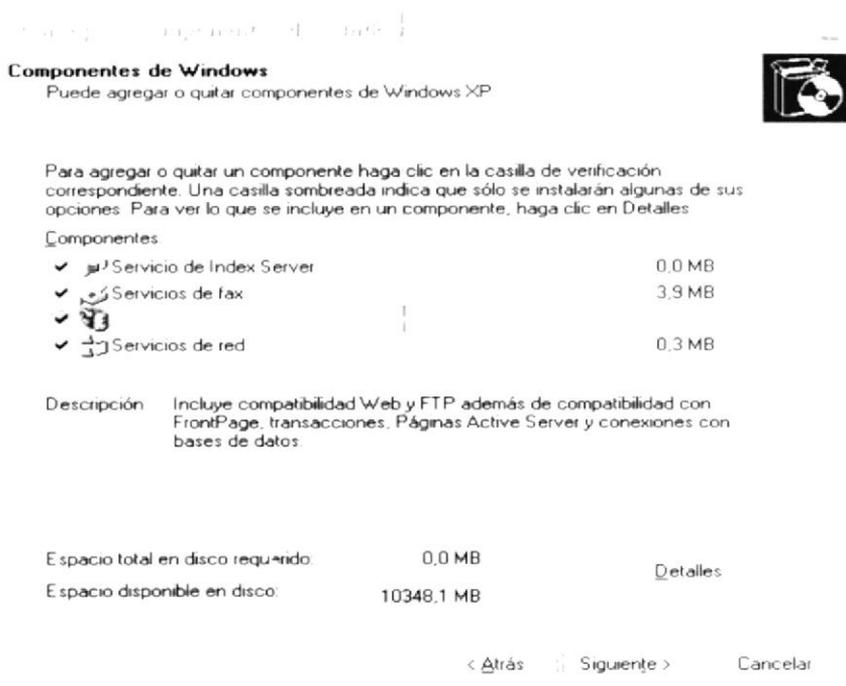 Componentes de Windows
Puede agregar o quitar componentes de Windows XP
Para agregar o quitar un componente haga clic en la casilla de verificación
correspondiente. Una casilla sombreada indica que sólo se instalarán algunas de sus
opciones. Para ver lo que se incluye en un componente, haga clic en Detalles
Componentes
Servicio de Index Server 0,0 MB
Servicios de fax 3,9 MB
Servicios de red 0,3 MB
Descripción Incluye compatibilidad Web y FTP además de compatibilidad con
FrontPage, transacciones, Páginas Active Server y conexiones con
bases de datos.
Espacio total en disco requerido: 0,0 MB
Espacio disponible en disco: 10348,1 MB
Detalles
< Atrás Siguiente > Cancelar